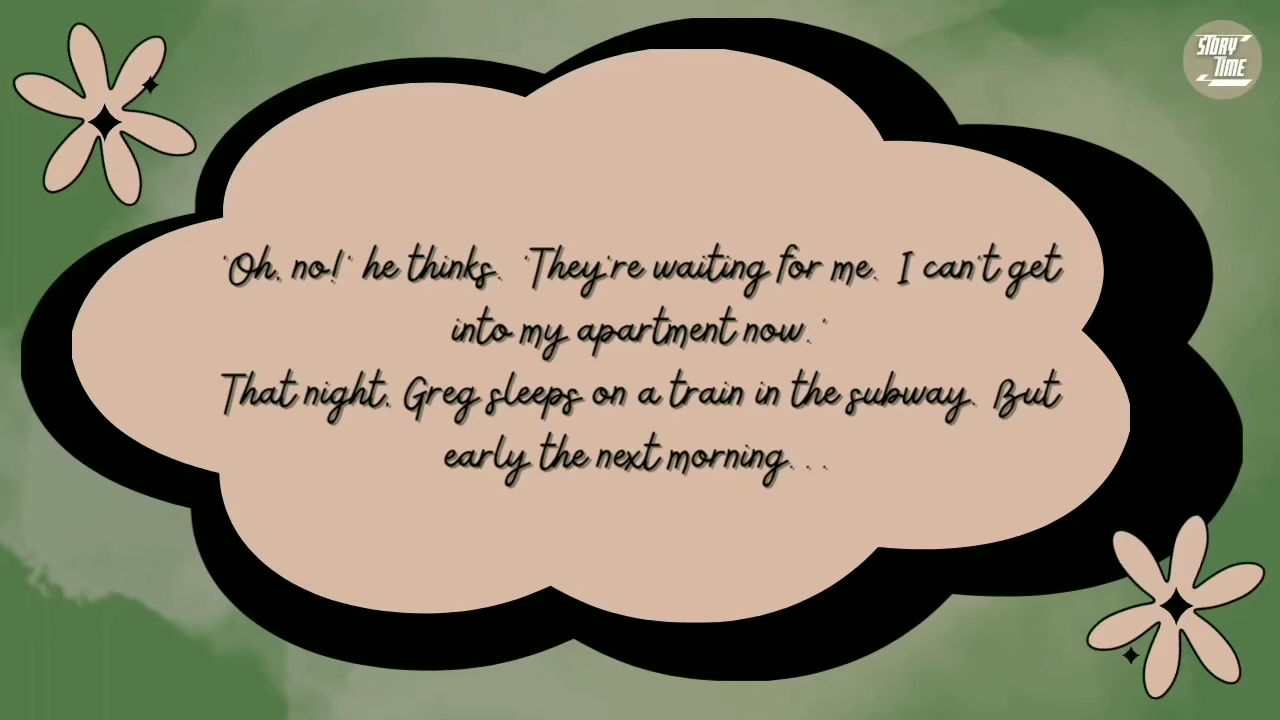 STORY
TIME
'Oh, no!' he thinks. 'They're waiting for me. I can't get
into my apartment now.'
That night, Greg sleeps on a train in the subway. But
early the next morning. . .